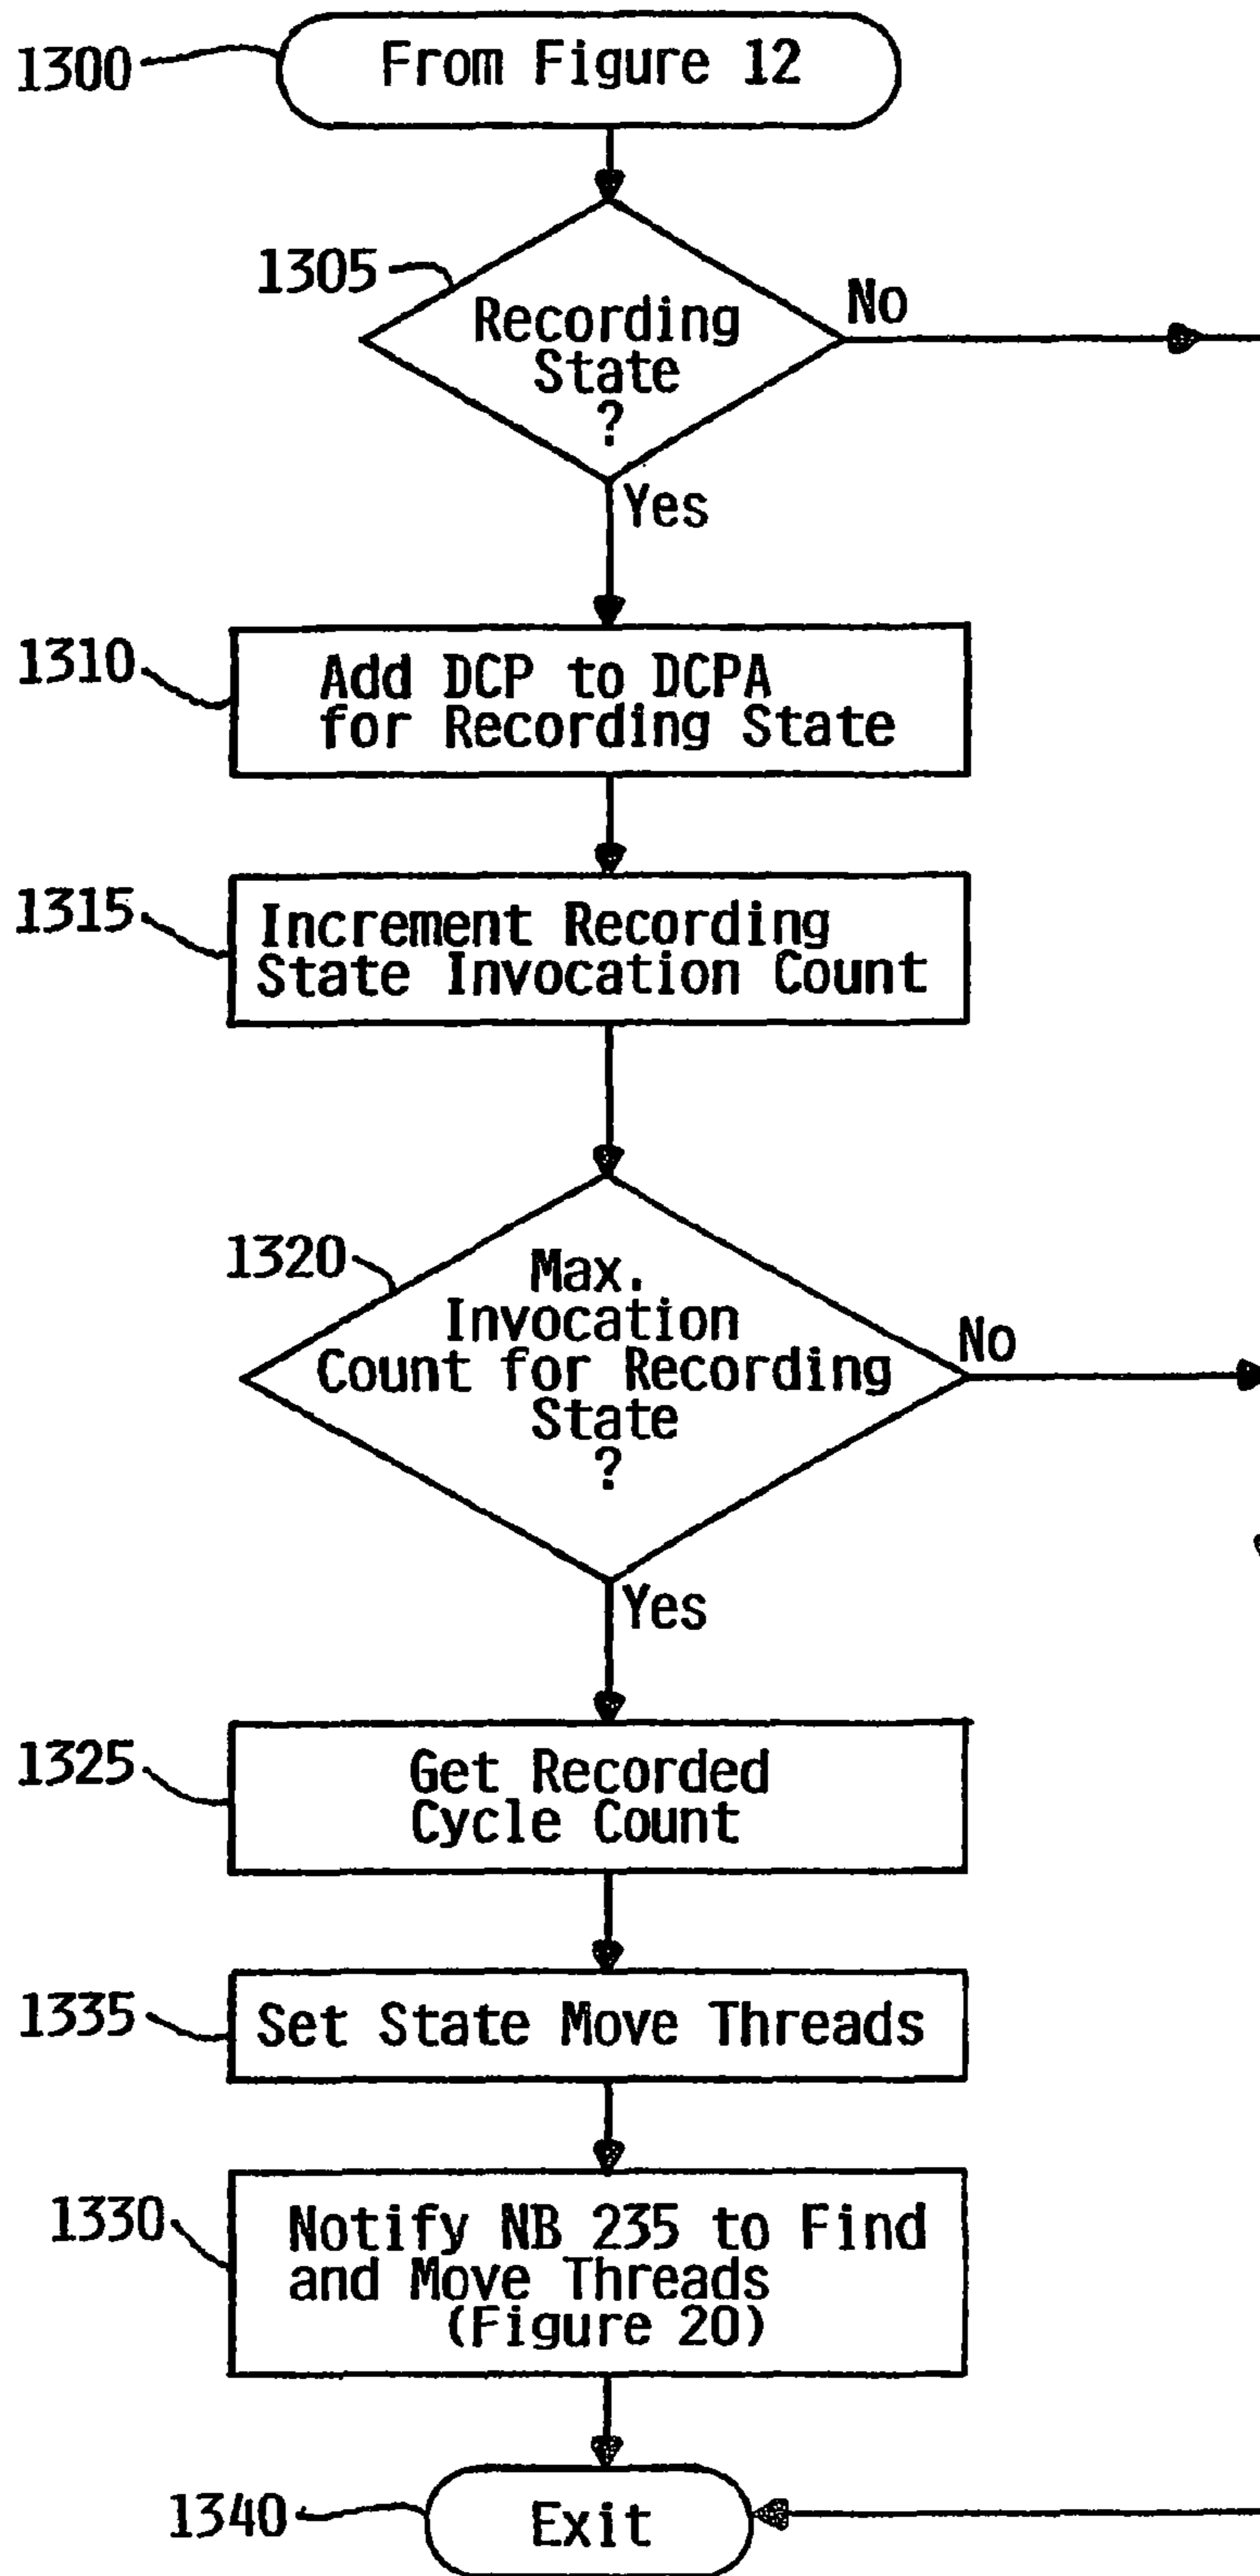 1300
From Figure 12
1305
Recording
State
?
No
Yes
1310
Add DCP to DCPA
for Recording State
1315
Increment Recording
State Invocation Count
1320
Max.
Invocation
Count for Recording
State
?
No
Yes
1325
Get Recorded
Cycle Count
1335
Set State Move Threads
1330
Notify NB 235 to Find
and Move Threads
(Figure 20)
1340
Exit